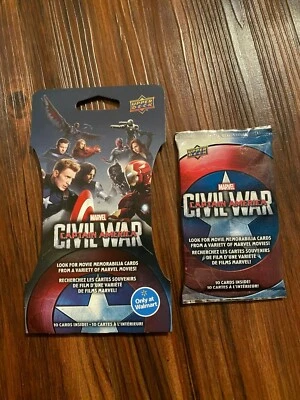 UPPER DECK
MARVEL
CAPTAIN AMERICA
CIVIL WAR
LOOK FOR MOVIE MEMORABILIA CARDS
FROM A VARIETY OF MARVEL MOVIES!
RECHERCHEZ LES CARTES SOUVENIRS
DE FILM D'UNE VARIÉTÉ
DE FILMS MARVEL!
Only at
Walmart
10 CARDS INSIDE! • 10 CARTES À L'INTÉRIEUR!
UPPER DECK
MARVEL
CAPTAIN AMERICA
CIVIL WAR
LOOK FOR MOVIE MEMORABILIA CARDS
FROM A VARIETY OF MARVEL MOVIES!
RECHERCHEZ LES CARTES SOUVENIRS
DE FILM D'UNE VARIÉTÉ
DE FILMS MARVEL!
10 CARDS INSIDE!
10 CARTES À L'INTÉRIEUR!